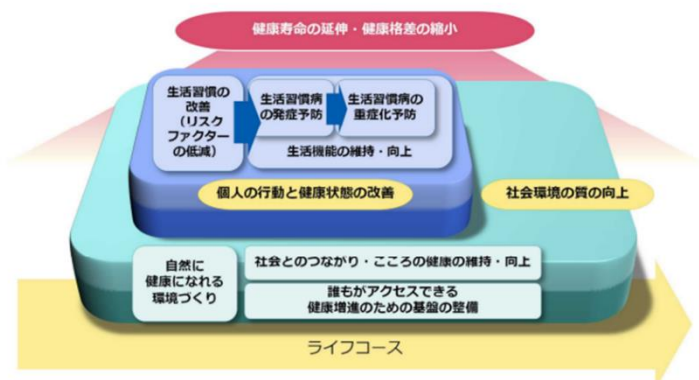 健康寿命の延伸・健康格差の縮小
生活習慣の
改善
(リスク
ファクター
の低減)
生活習慣病
の発症予防
生活習慣病の
重症化予防
生活機能の維持・向上
個人の行動と健康状態の改善
社会環境の質の向上
自然に
健康になれる
環境づくり
社会とのつながり・こころの健康の維持・向上
誰もがアクセスできる
健康増進のための基盤の整備
ライフコース